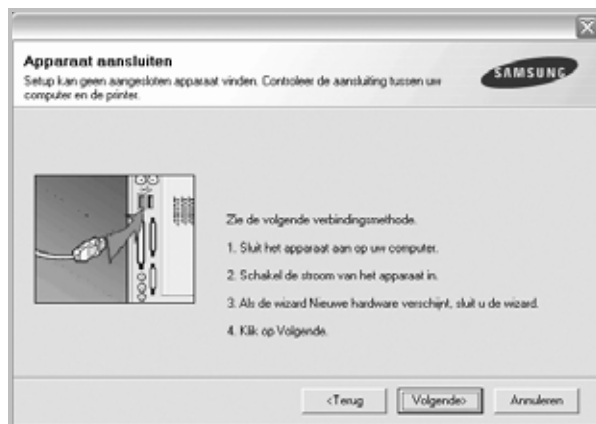 Apparaat aansluiten
Setup kan geen aangesloten apparaat vinden. Controleer de aansluiting tussen uw
computer en de printer.
SAMSUNG
Zie de volgende verbindingsmethode.
1. Sluit het apparaat aan op uw computer.
2. Schakel de stroom van het apparaat in.
3. Als de wizard Nieuwe hardware verschijnt, sluit u de wizard.
4. Klik op Volgende.
<Terug
Volgende>
Annuleren